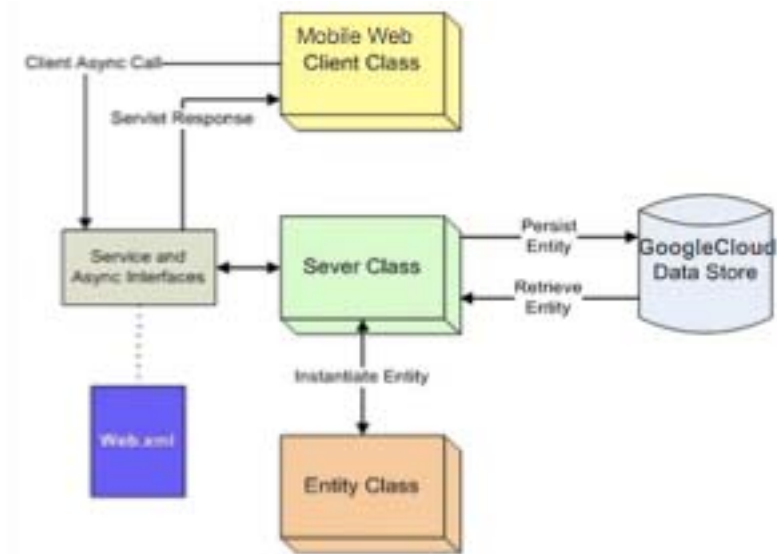 Mobile Web
Client Class
Client Async Call
Servlet Response
Service and
Async Interfaces
Sever Class
Persist
Entity
GoogleCloud
Data Store
Retrieve
Entity
Instantiate Entity
Web.xml
Entity Class